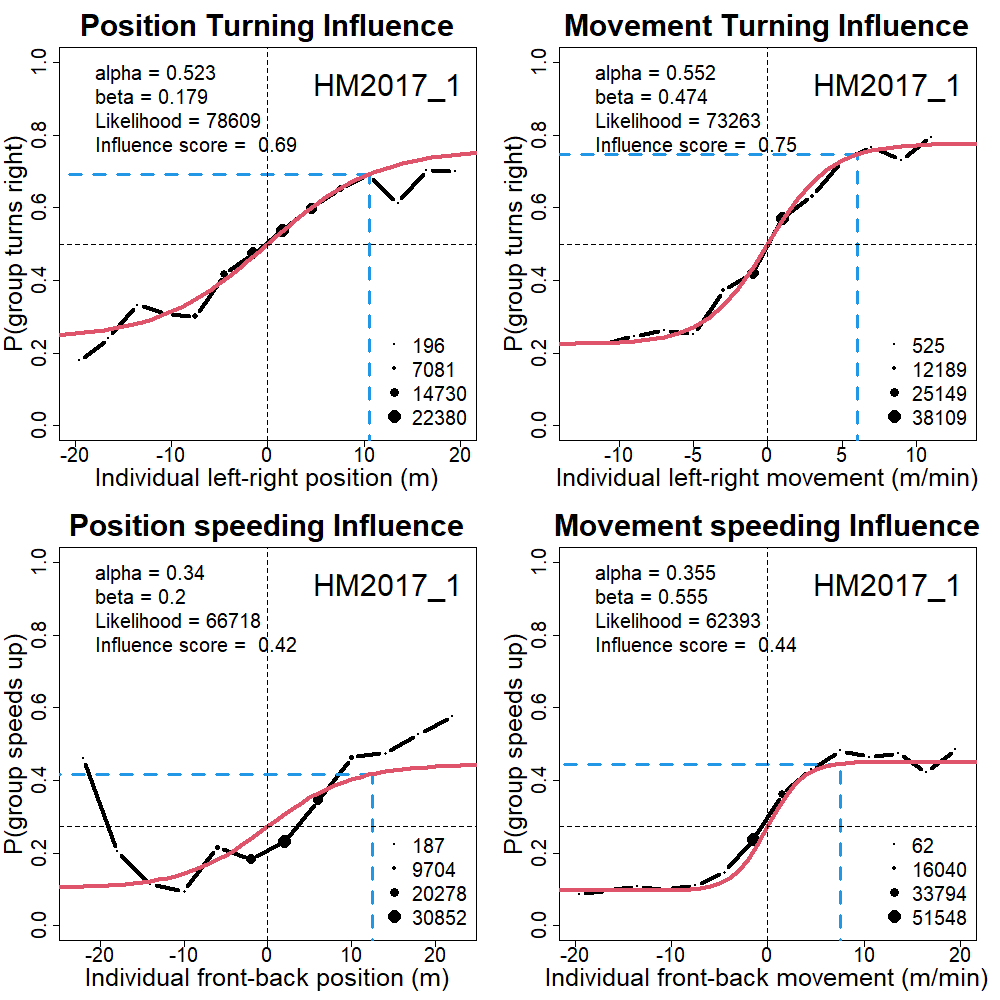 Position Turning Influence
alpha = 0.523
beta = 0.179
Likelihood = 78609
Influence score = 0.69
HM2017_1
P(group turns right)
1.0
0.8
0.6
0.4
0.2
0.0
196
7081
14730
22380
-20 -10 0 10 20
Individual left-right position (m)
Movement Turning Influence
alpha = 0.552
beta = 0.474
Likelihood = 73263
Influence score = 0.75
HM2017_1
P(group turns right)
1.0
0.8
0.6
0.4
0.2
0.0
525
12189
25149
38109
-10 -5 0 5 10
Individual left-right movement (m/min)
Position speeding Influence
alpha = 0.34
beta = 0.2
Likelihood = 66718
Influence score = 0.42
HM2017_1
P(group speeds up)
1.0
0.8
0.6
0.4
0.2
0.0
187
9704
20278
30852
-20 -10 0 10 20
Individual front-back position (m)
Movement speeding Influence
alpha = 0.355
beta = 0.555
Likelihood = 62393
Influence score = 0.44
HM2017_1
P(group speeds up)
1.0
0.8
0.6
0.4
0.2
0.0
62
16040
33794
51548
-20 -10 0 10 20
Individual front-back movement (m/min)